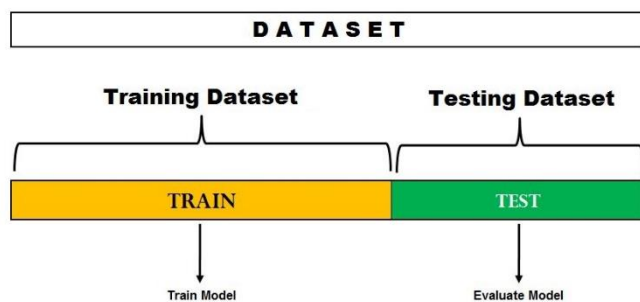 DATASET
Training Dataset Testing Dataset
TRAIN TEST
Train Model Evaluate Model